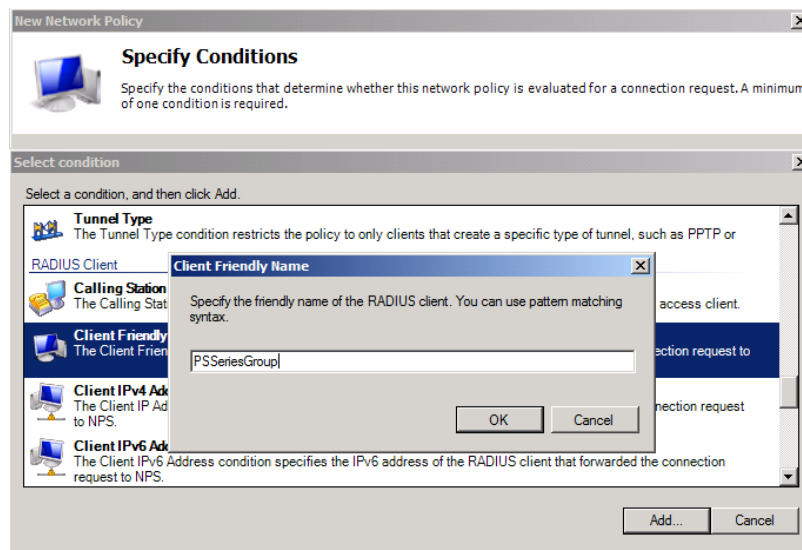 New Network Policy
Specify Conditions
Specify the conditions that determine whether this network policy is evaluated for a connection request. A minimum
of one condition is required.
Select condition
Select a condition, and then click Add.
Tunnel Type
The Tunnel Type condition restricts the policy to only clients that create a specific type of tunnel, such as PPTP or
RADIUS Client
Client Friendly Name
Calling Station
The Calling Stat
access client.
Specify the friendly name of the RADIUS client. You can use pattern matching
syntax.
Client Friendly
The Client Frien
ection request to
PSSeriesGroup
Client IPv4 Add
The Client IP Ad
nection request
to NPS.
OK
Cancel
Client IPv6 Add
The Client IPv6 Address condition specifies the IPv6 address of the RADIUS client that forwarded the connection
request to NPS.
Add...
Cancel